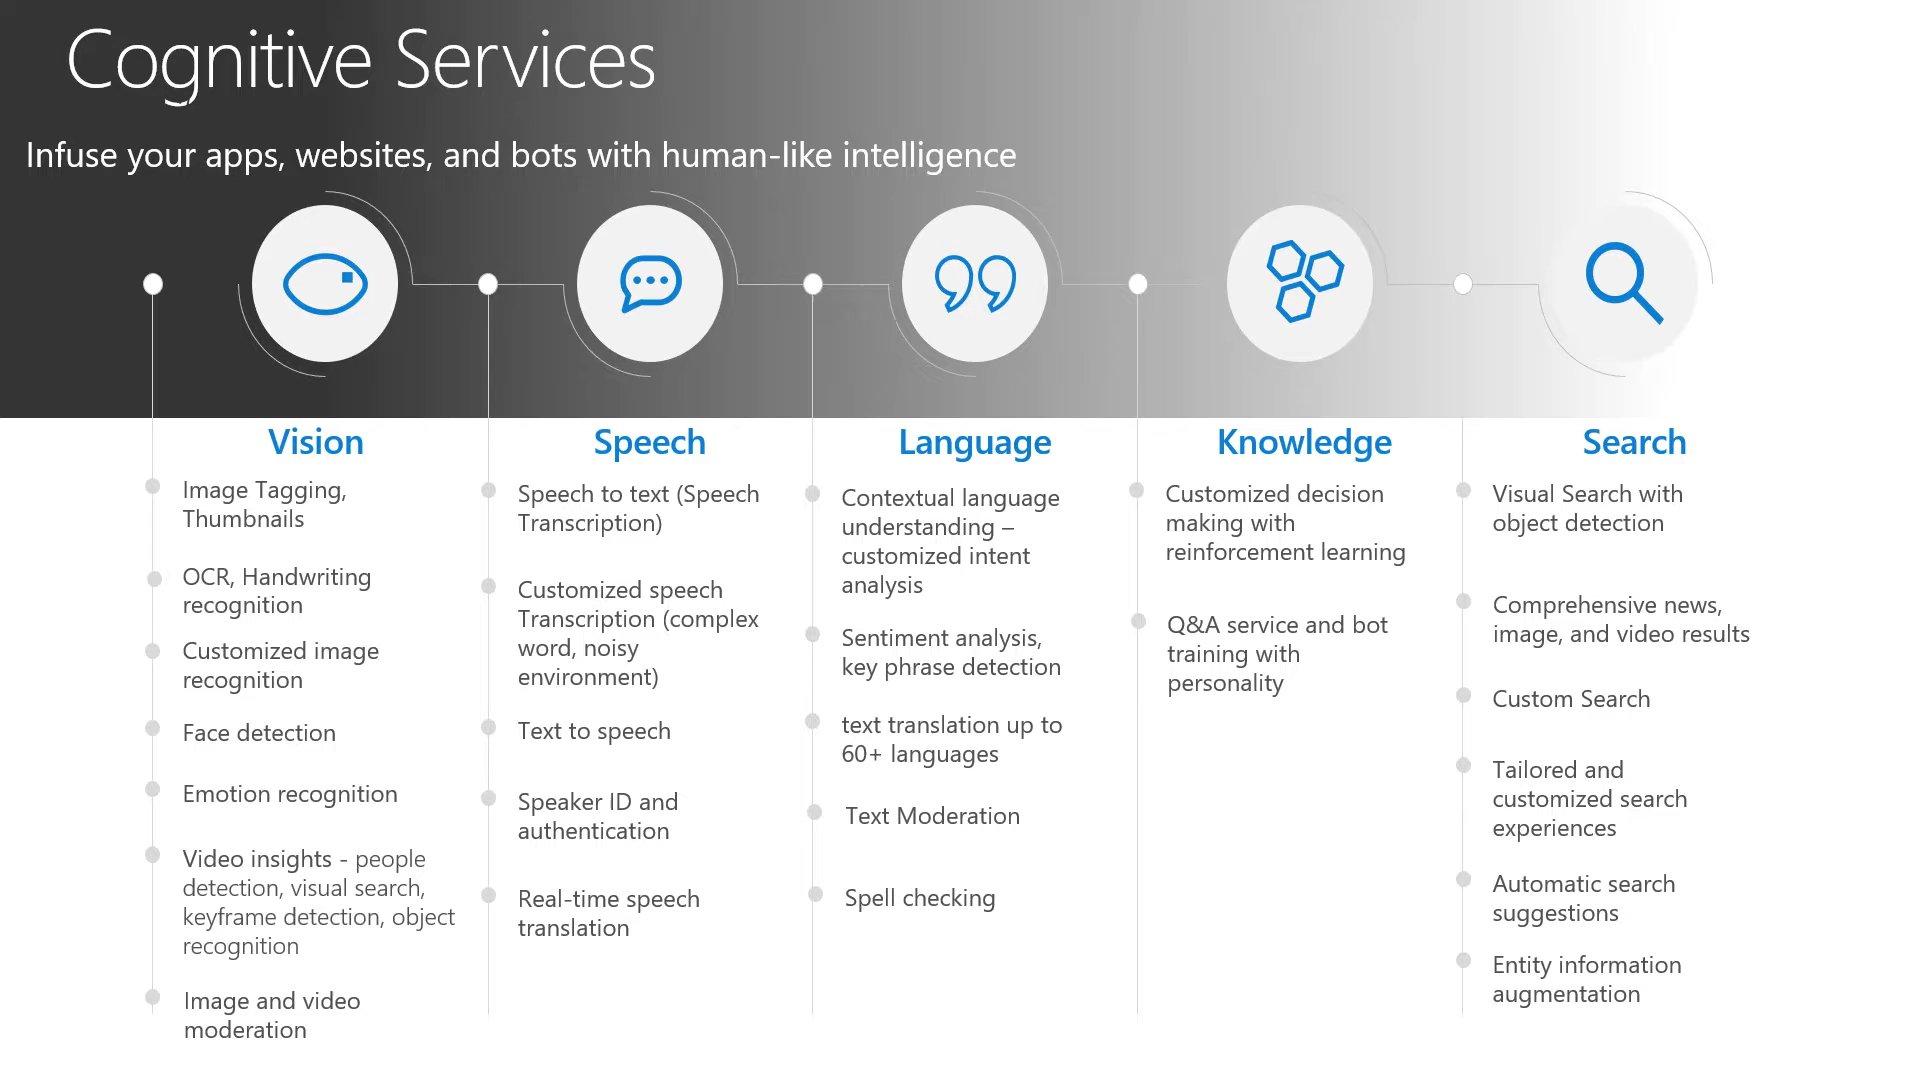 Cognitive Services
Infuse your apps, websites, and bots with human-like intelligence
Vision
Image Tagging,
Thumbnails
OCR, Handwriting
recognition
Customized image
recognition
Face detection
Emotion recognition
Video insights - people
detection, visual search,
keyframe detection, object
recognition
Image and video
moderation
Speech
Speech to text (Speech
Transcription)
Customized speech
Transcription (complex
word, noisy
environment)
Text to speech
Speaker ID and
authentication
Real-time speech
translation
Language
Contextual language
understanding –
customized intent
analysis
Sentiment analysis,
key phrase detection
text translation up to
60+ languages
Text Moderation
Spell checking
Knowledge
Customized decision
making with
reinforcement learning
Q&A service and bot
training with
personality
Search
Visual Search with
object detection
Comprehensive news,
image, and video results
Custom Search
Tailored and
customized search
experiences
Automatic search
suggestions
Entity information
augmentation